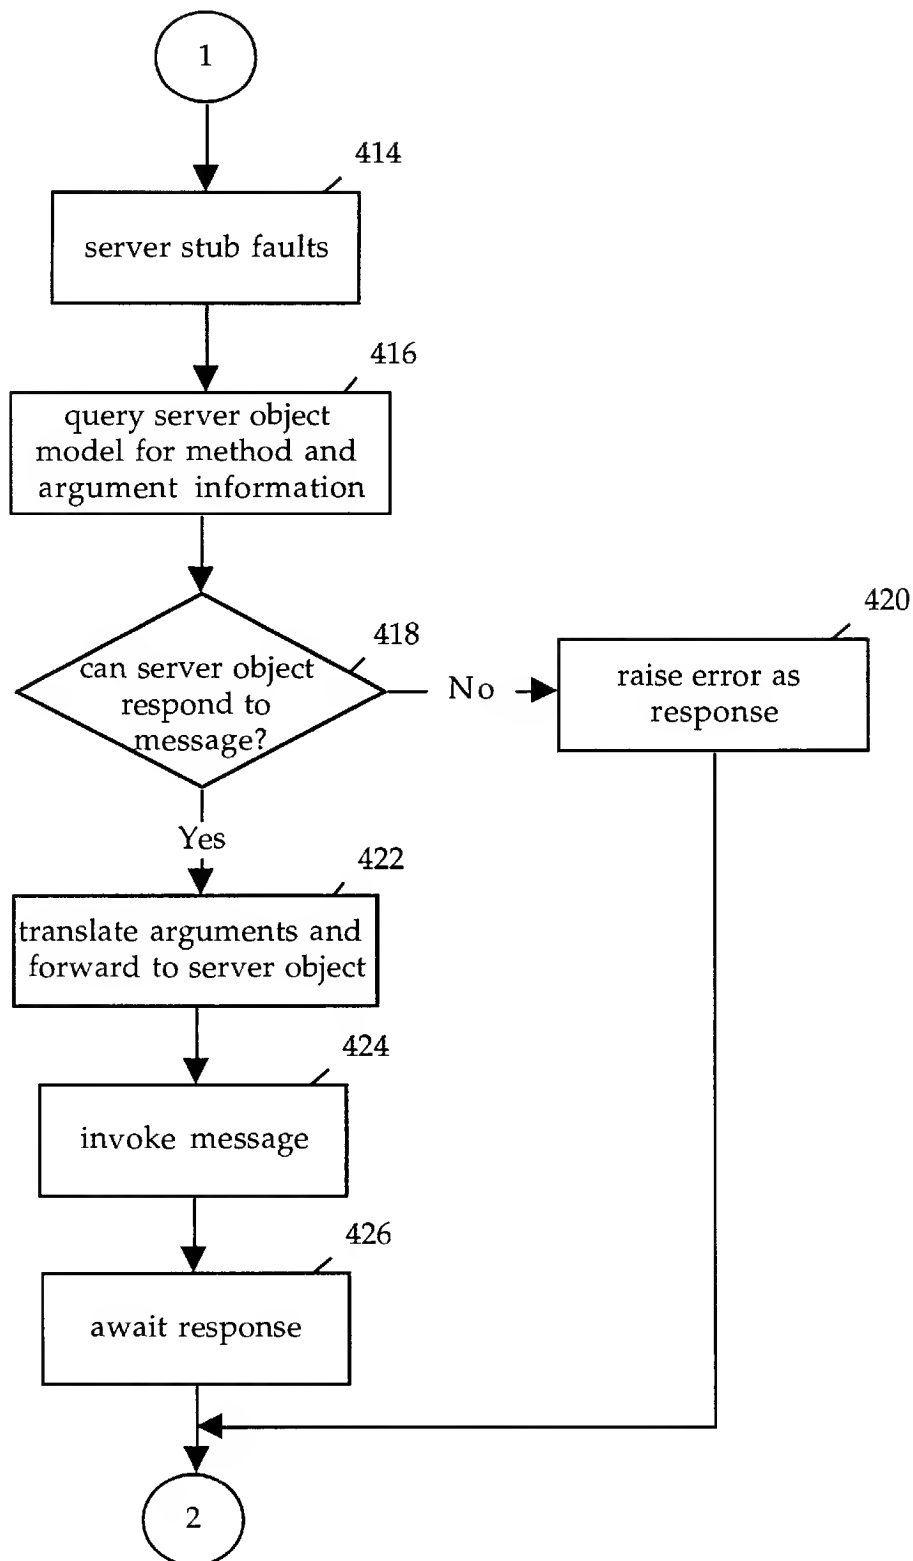 1
414
server stub faults
416
query server object
model for method and
argument information
418
can server object
respond to
message?
No
420
raise error as
response
Yes
422
translate arguments and
forward to server object
424
invoke message
426
await response
2